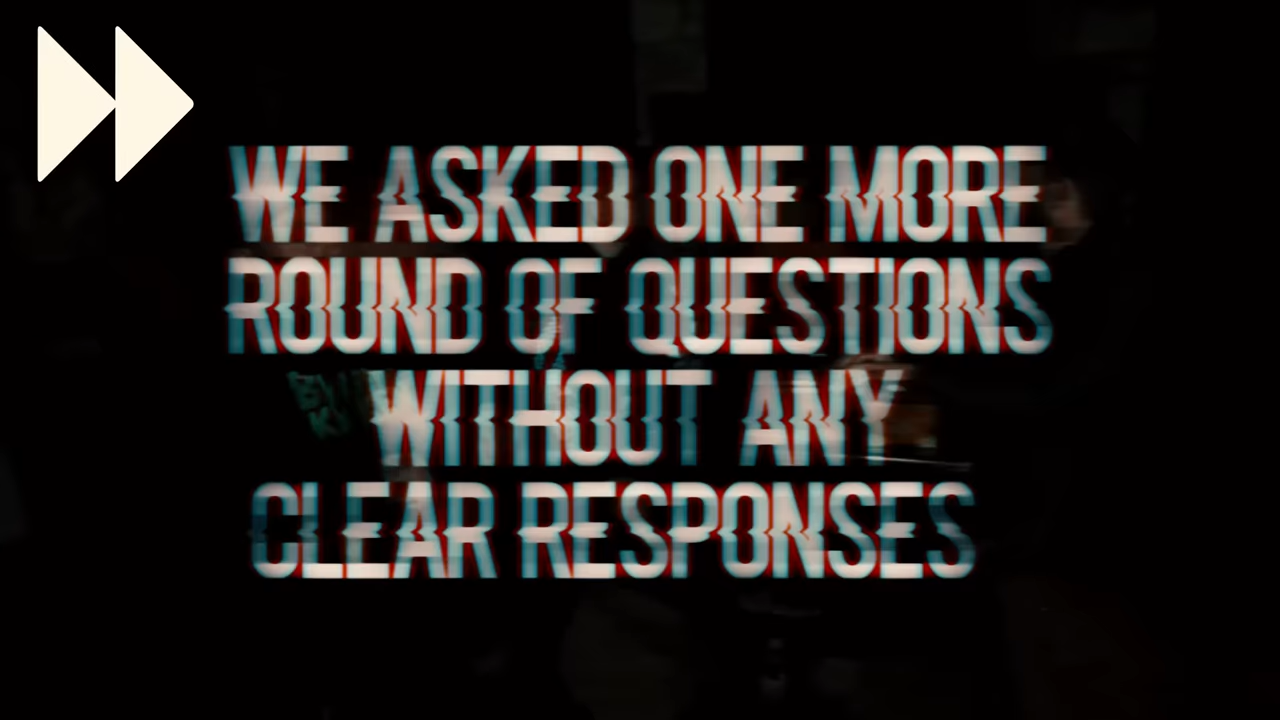 WE ASKED ONE MORE
ROUND OF QUESTIONS
WITHOUT ANY
CLEAR RESPONSES